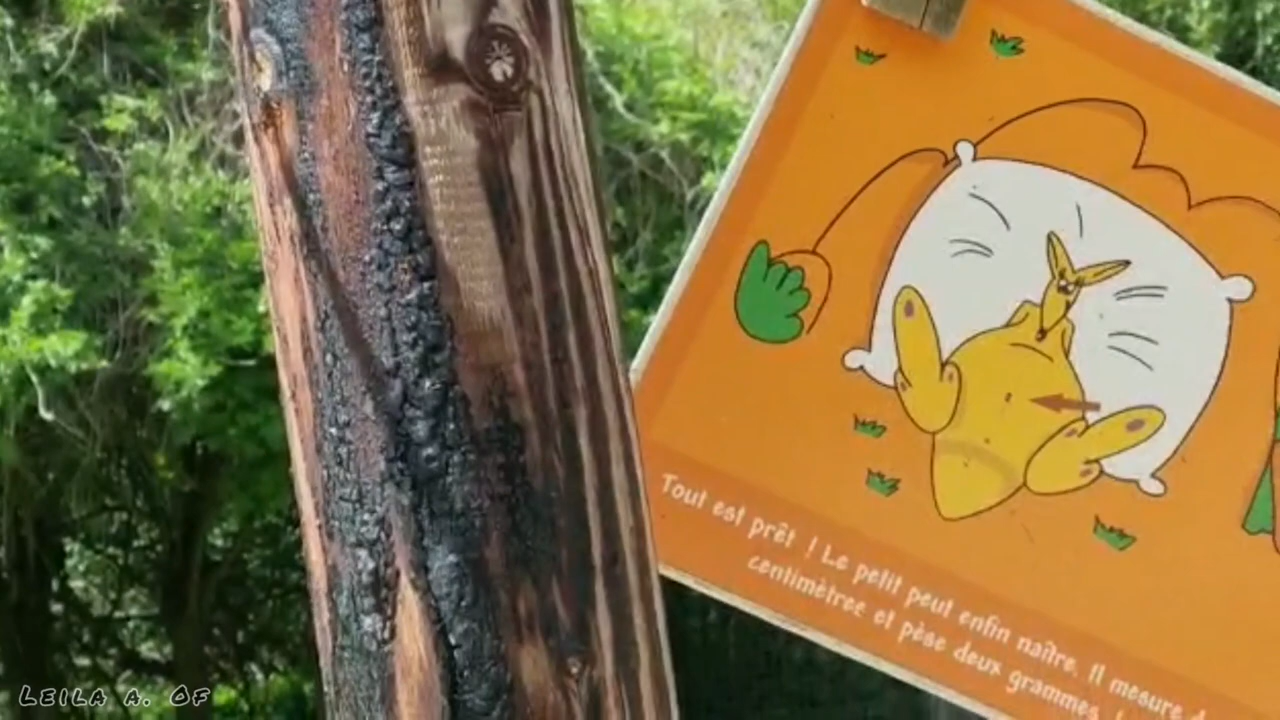 Tout est prêt ! Le petit peut enfin naître. Il mesure
centimètres et pèse deux grammes.
LEILA A. OF